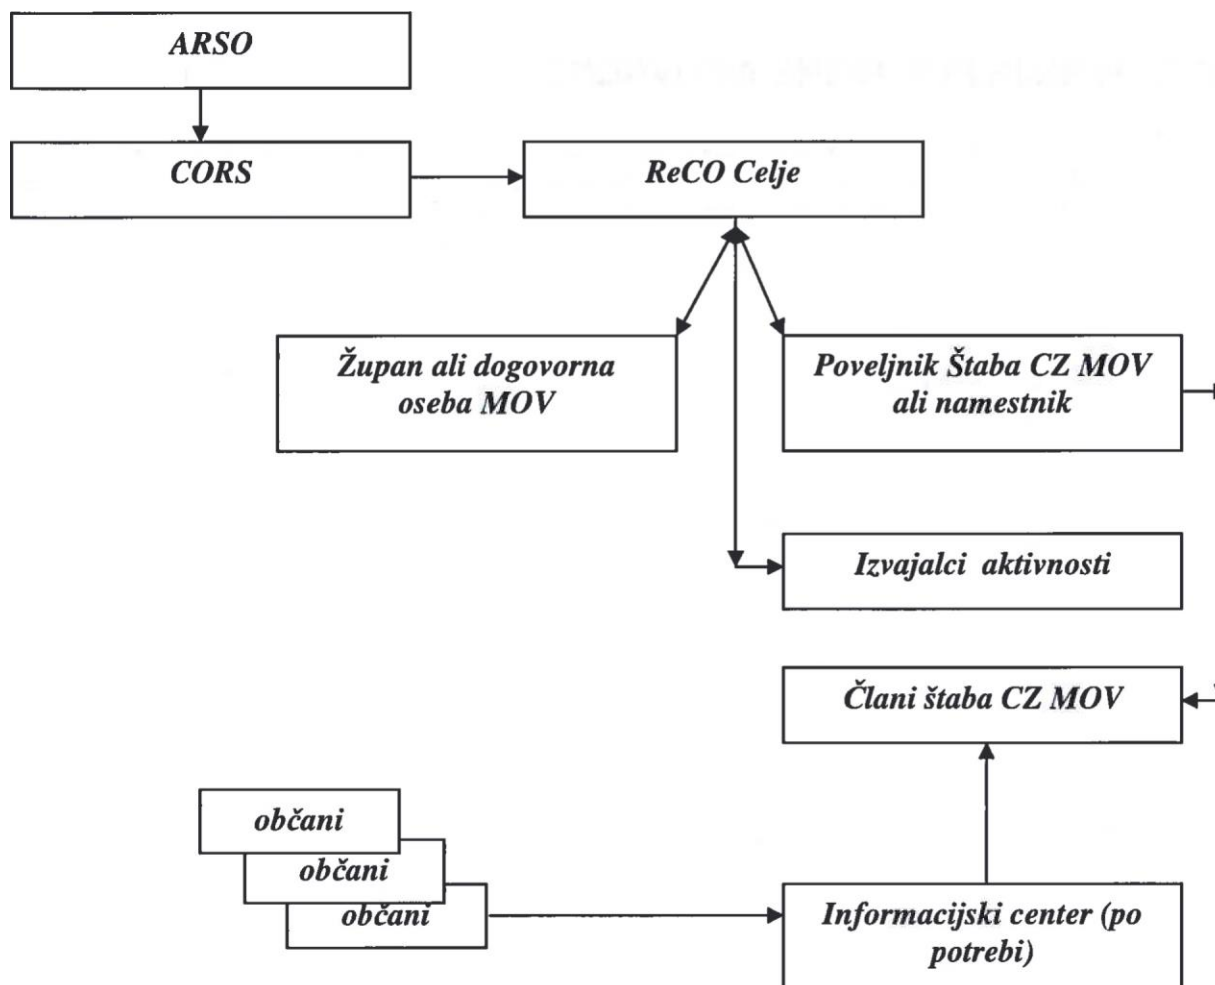 ARSO
CORS
ReCO Celje
Župan ali dogovorna
oseba MOV
Poveljnik Štaba CZ MOV
ali namestnik
Izvajalci aktivnosti
Člani štaba CZ MOV
občani
občani
občani
Informacijski center (po
potrebi)